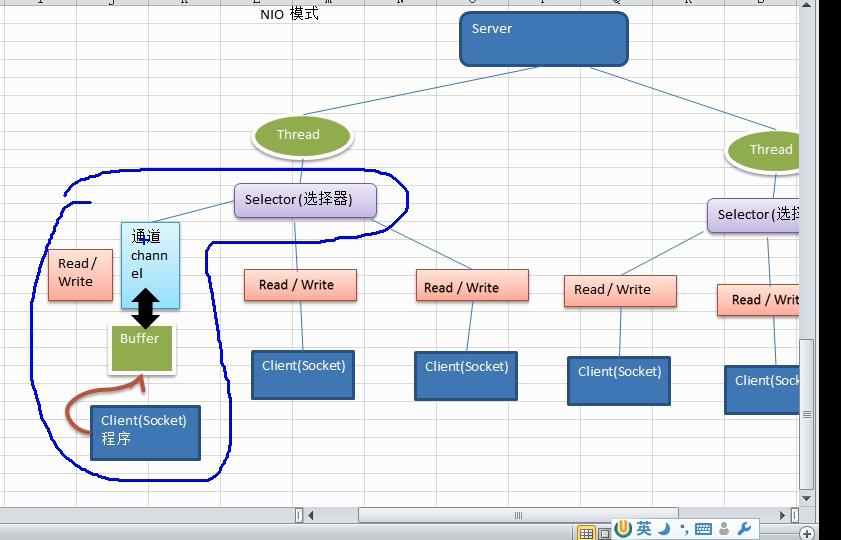 NIO 模式
Server
Thread
Thread
Selector(选择器)
Selector(选择
通道
chann
el
Read /
Write
Read / Write
Read / Write
Read / Write
Read / Writ
Buffer
Client(Socket)
Client(Socket)
Client(Socket)
Client(Sock
Client(Socket)
程序
英